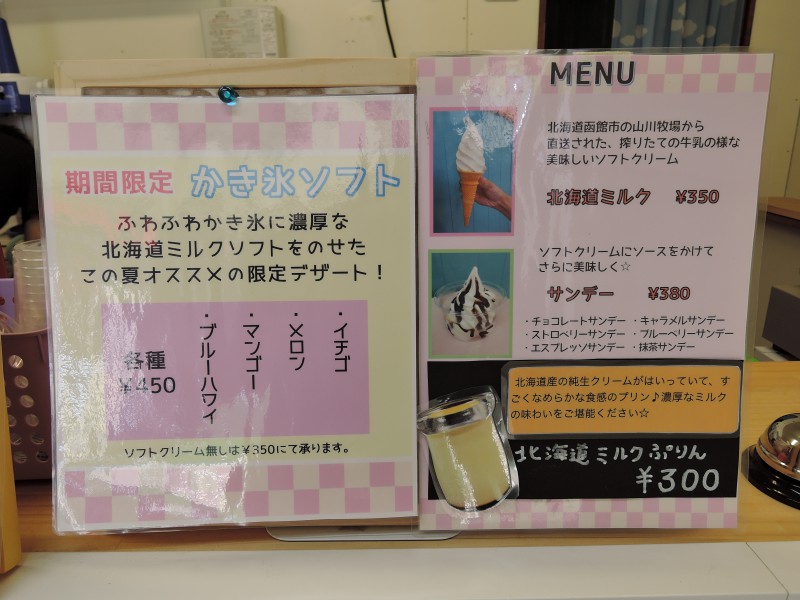 期間限定 かき氷ソフト
ふわふわかき氷に濃厚な
北海道ミルクソフトをのせた
この夏オススメの限定デザート！
・イチゴ
・メロン
・マンゴー
・ブルーハワイ
各種
¥450
ソフトクリーム無しは¥350にて承ります。
MENU
北海道函館市の山川牧場から
直送された、搾りたての牛乳の様な
美味しいソフトクリーム
北海道ミルク ¥350
ソフトクリームにソースをかけて
さらに美味しく☆
サンデー ¥380
・チョコレートサンデー ・キャラメルサンデー
・ストロベリーサンデー ・ブルーベリーサンデー
・エスプレッソサンデー ・抹茶サンデー
北海道産の純生クリームがはいっていて、す
ごくなめらかな食感のプリン♪濃厚なミルク
の味わいをご堪能ください☆
北海道ミルクぷりん
¥300